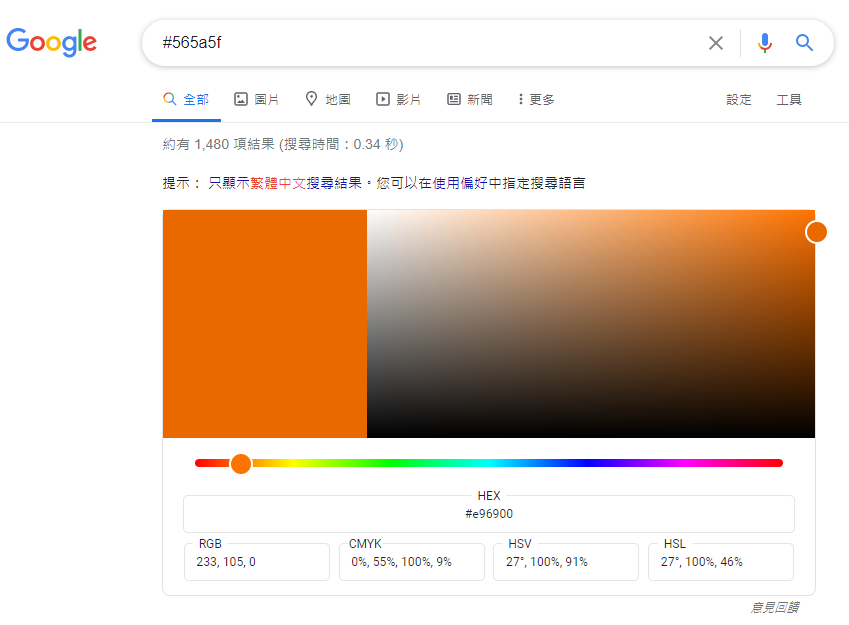 Google
#565a5f
全部 圖片 地圖 影片 新聞 更多 設定 工具
約有 1,480 項結果 (搜尋時間：0.34 秒)
提示： 只顯示繁體中文搜尋結果。您可以在使用偏好中指定搜尋語言
HEX
#e96900
RGB CMYK HSV HSL
233, 105, 0 0%, 55%, 100%, 9% 27°, 100%, 91% 27°, 100%, 46%
意見回饋